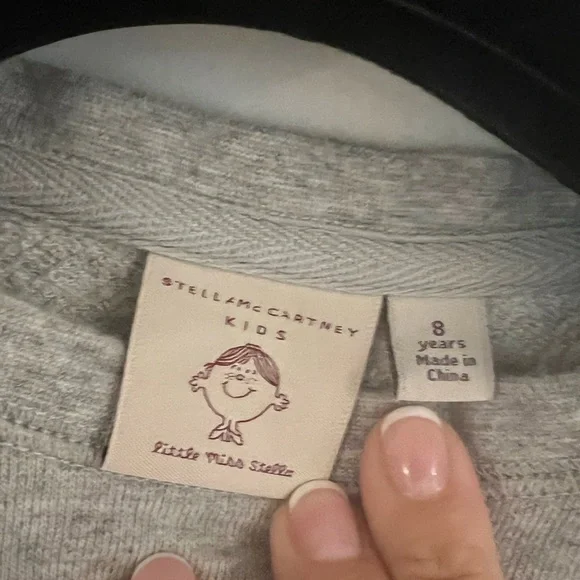 STELLA McCARTNEY
KIDS
little Miss Stella
8
years
Made in
China